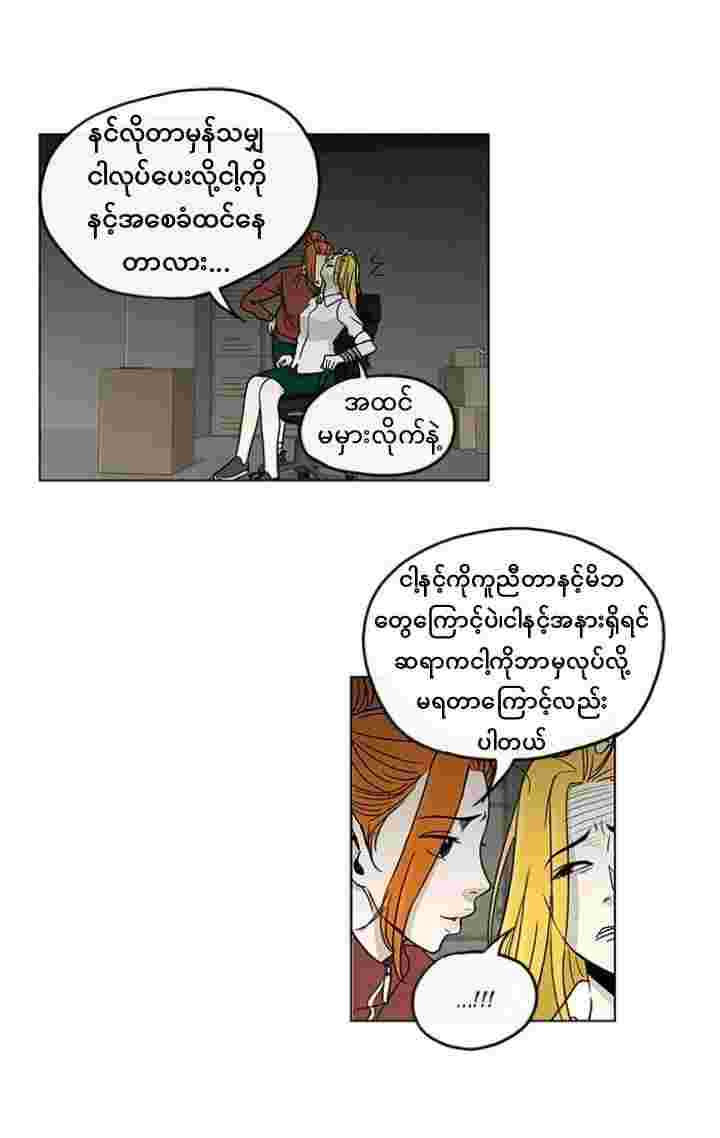 နင်လိုတာမှန်သမျှ
ငါလုပ်ပေးလို့ငါ့ကို
နင့်အစေခံထင်နေ
တာလား...
အထင်
မမှားလိုက်နဲ့
ငါ့နင့်ကိုကူညီတာနင့်မိဘ
တွေကြောင့်ပဲ၊ငါနင့်အနားရှိရင်
ဆရာကငါ့ကိုဘာမှလုပ်လို့
မရတာကြောင့်လည်း
ပါတယ်
...!!!